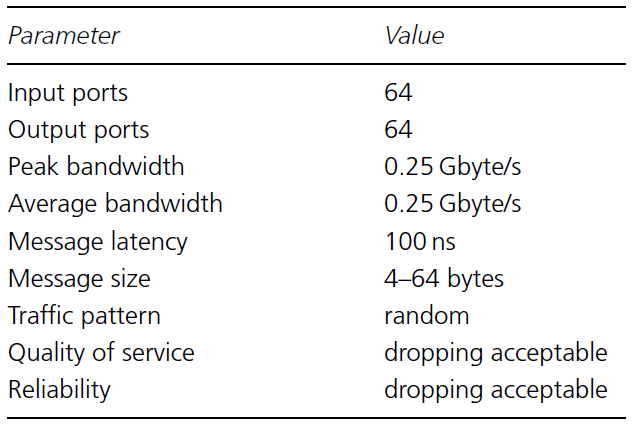 Parameter Value
Input ports 64
Output ports 64
Peak bandwidth 0.25 Gbyte/s
Average bandwidth 0.25 Gbyte/s
Message latency 100 ns
Message size 4–64 bytes
Traffic pattern random
Quality of service dropping acceptable
Reliability dropping acceptable